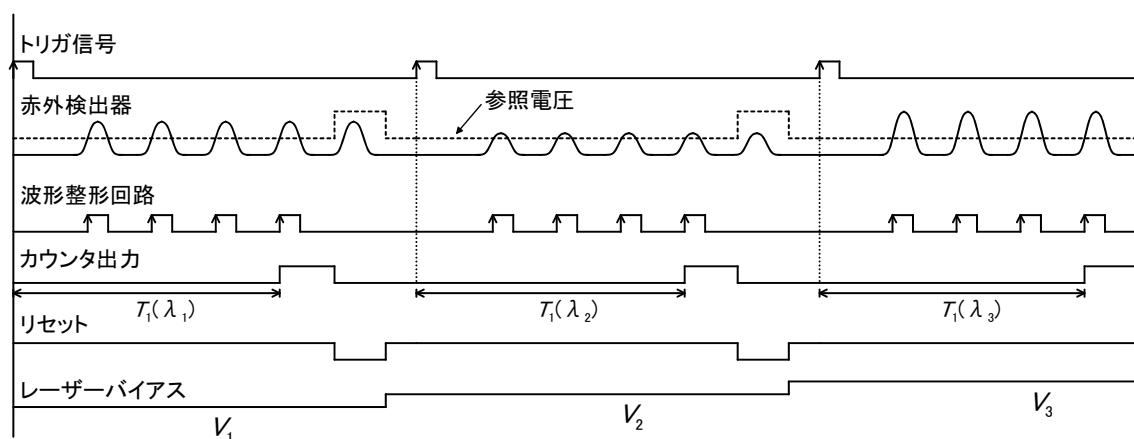 トリガ信号
赤外検出器
参照電圧
波形整形回路
カウンタ出力
T₁(λ₁)
T₁(λ₂)
T₁(λ₃)
リセット
レーザーバイアス
V₁
V₂
V₃